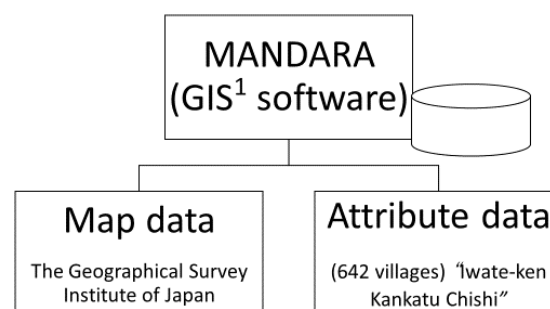 MANDARA
(GIS¹ software)
Map data
The Geographical Survey
Institute of Japan
Attribute data
(642 villages) “Iwate-ken
Kankatu Chishi”